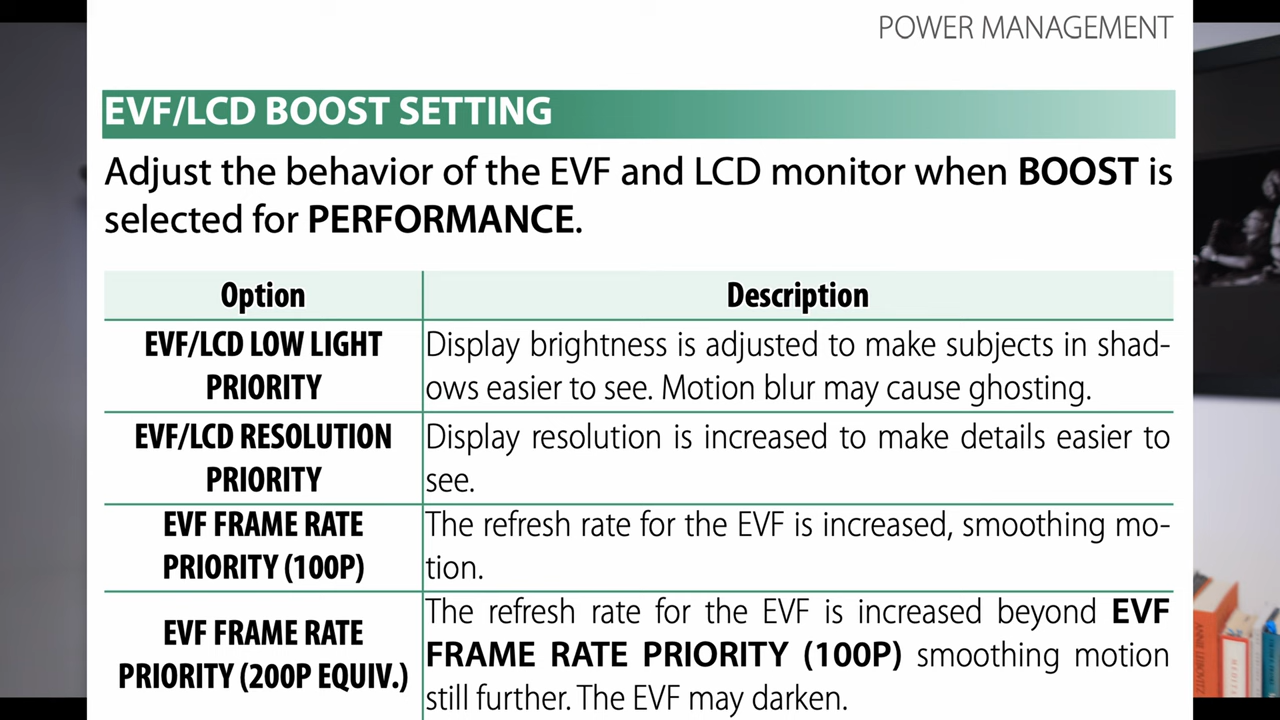 POWER MANAGEMENT
EVF/LCD BOOST SETTING
Adjust the behavior of the EVF and LCD monitor when BOOST is
selected for PERFORMANCE.
Option
Description
EVF/LCD LOW LIGHT
PRIORITY
Display brightness is adjusted to make subjects in shad-
ows easier to see. Motion blur may cause ghosting.
EVF/LCD RESOLUTION
PRIORITY
Display resolution is increased to make details easier to
see.
EVF FRAME RATE
PRIORITY (100P)
The refresh rate for the EVF is increased, smoothing mo-
tion.
EVF FRAME RATE
PRIORITY (200P EQUIV.)
The refresh rate for the EVF is increased beyond EVF
FRAME RATE PRIORITY (100P) smoothing motion
still further. The EVF may darken.